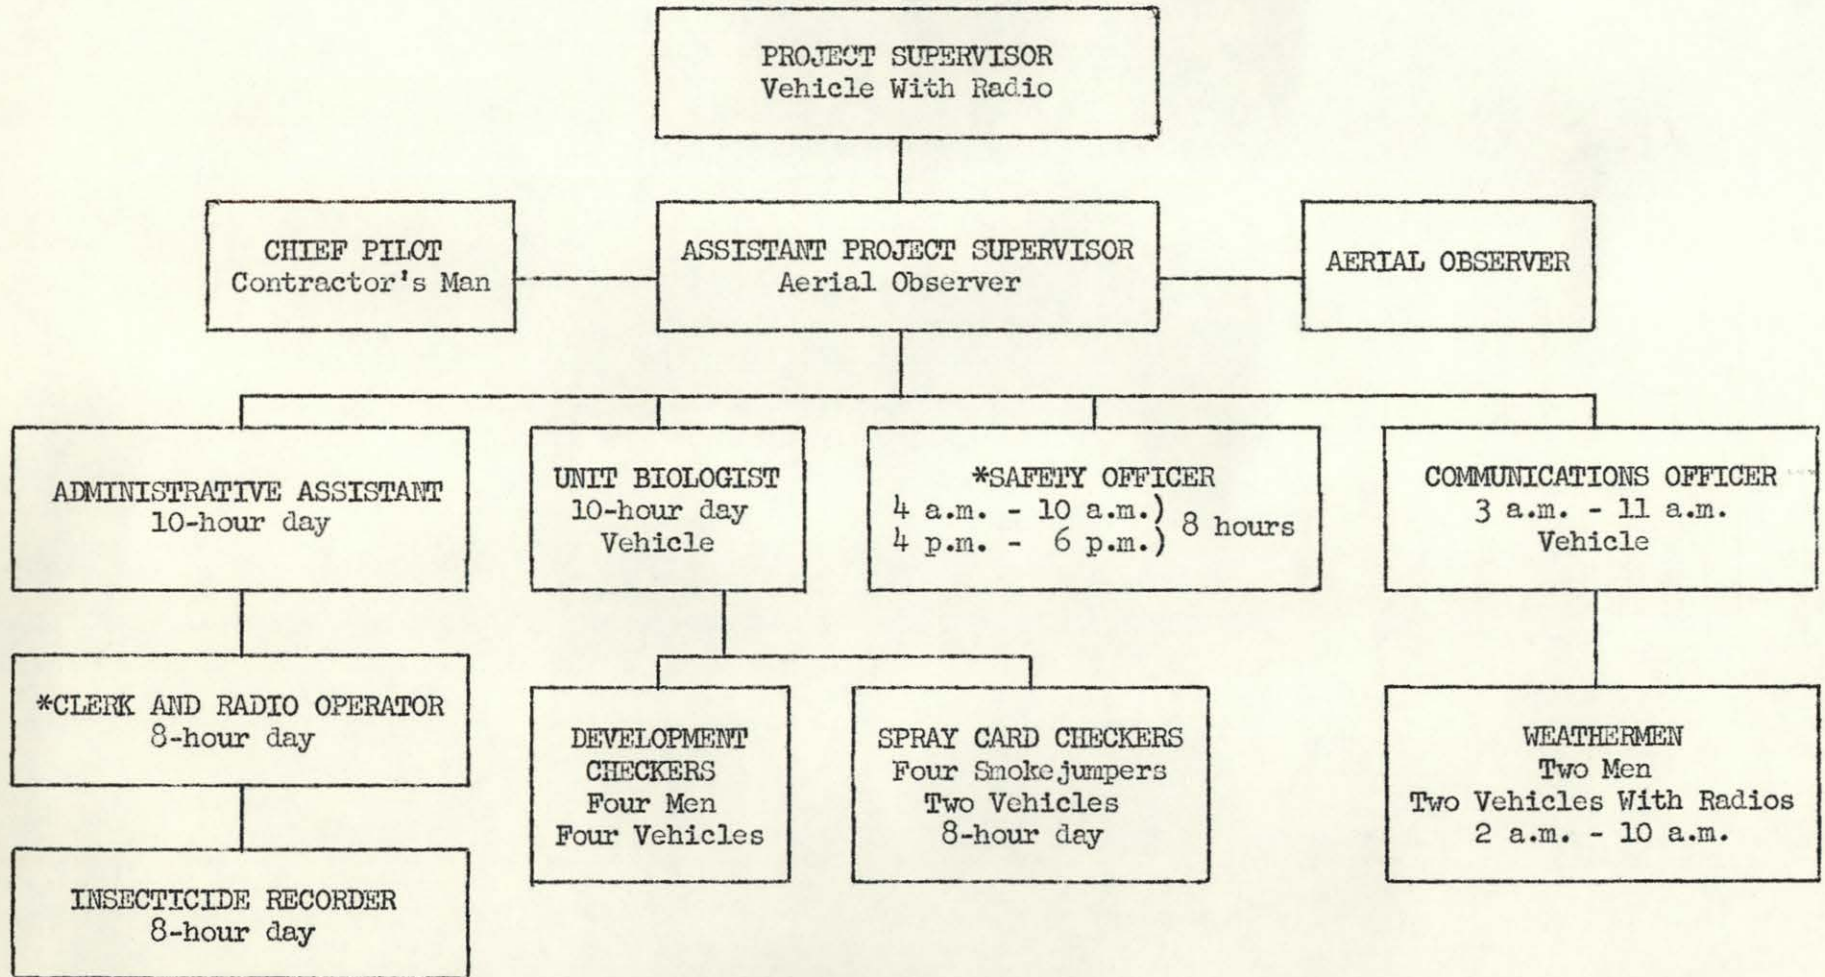 PROJECT SUPERVISOR
Vehicle With Radio
CHIEF PILOT
Contractor's Man
ASSISTANT PROJECT SUPERVISOR
Aerial Observer
AERIAL OBSERVER
ADMINISTRATIVE ASSISTANT
10-hour day
UNIT BIOLOGIST
10-hour day
Vehicle
*SAFETY OFFICER
4 a.m. - 10 a.m.)
4 p.m. - 6 p.m.) 8 hours
COMMUNICATIONS OFFICER
3 a.m. - 11 a.m.
Vehicle
*CLERK AND RADIO OPERATOR
8-hour day
DEVELOPMENT
CHECKERS
Four Men
Four Vehicles
SPRAY CARD CHECKERS
Four Smokejumpers
Two Vehicles
8-hour day
WEATHERMEN
Two Men
Two Vehicles With Radios
2 a.m. - 10 a.m.
INSECTICIDE RECORDER
8-hour day